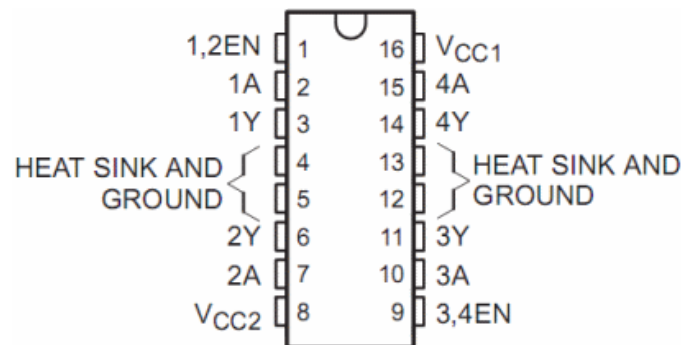 1,2EN 1 16 VCC1
1A 2 15 4A
1Y 3 14 4Y
HEAT SINK AND 4 13 HEAT SINK AND
GROUND 5 12 GROUND
2Y 6 11 3Y
2A 7 10 3A
VCC2 8 9 3,4EN